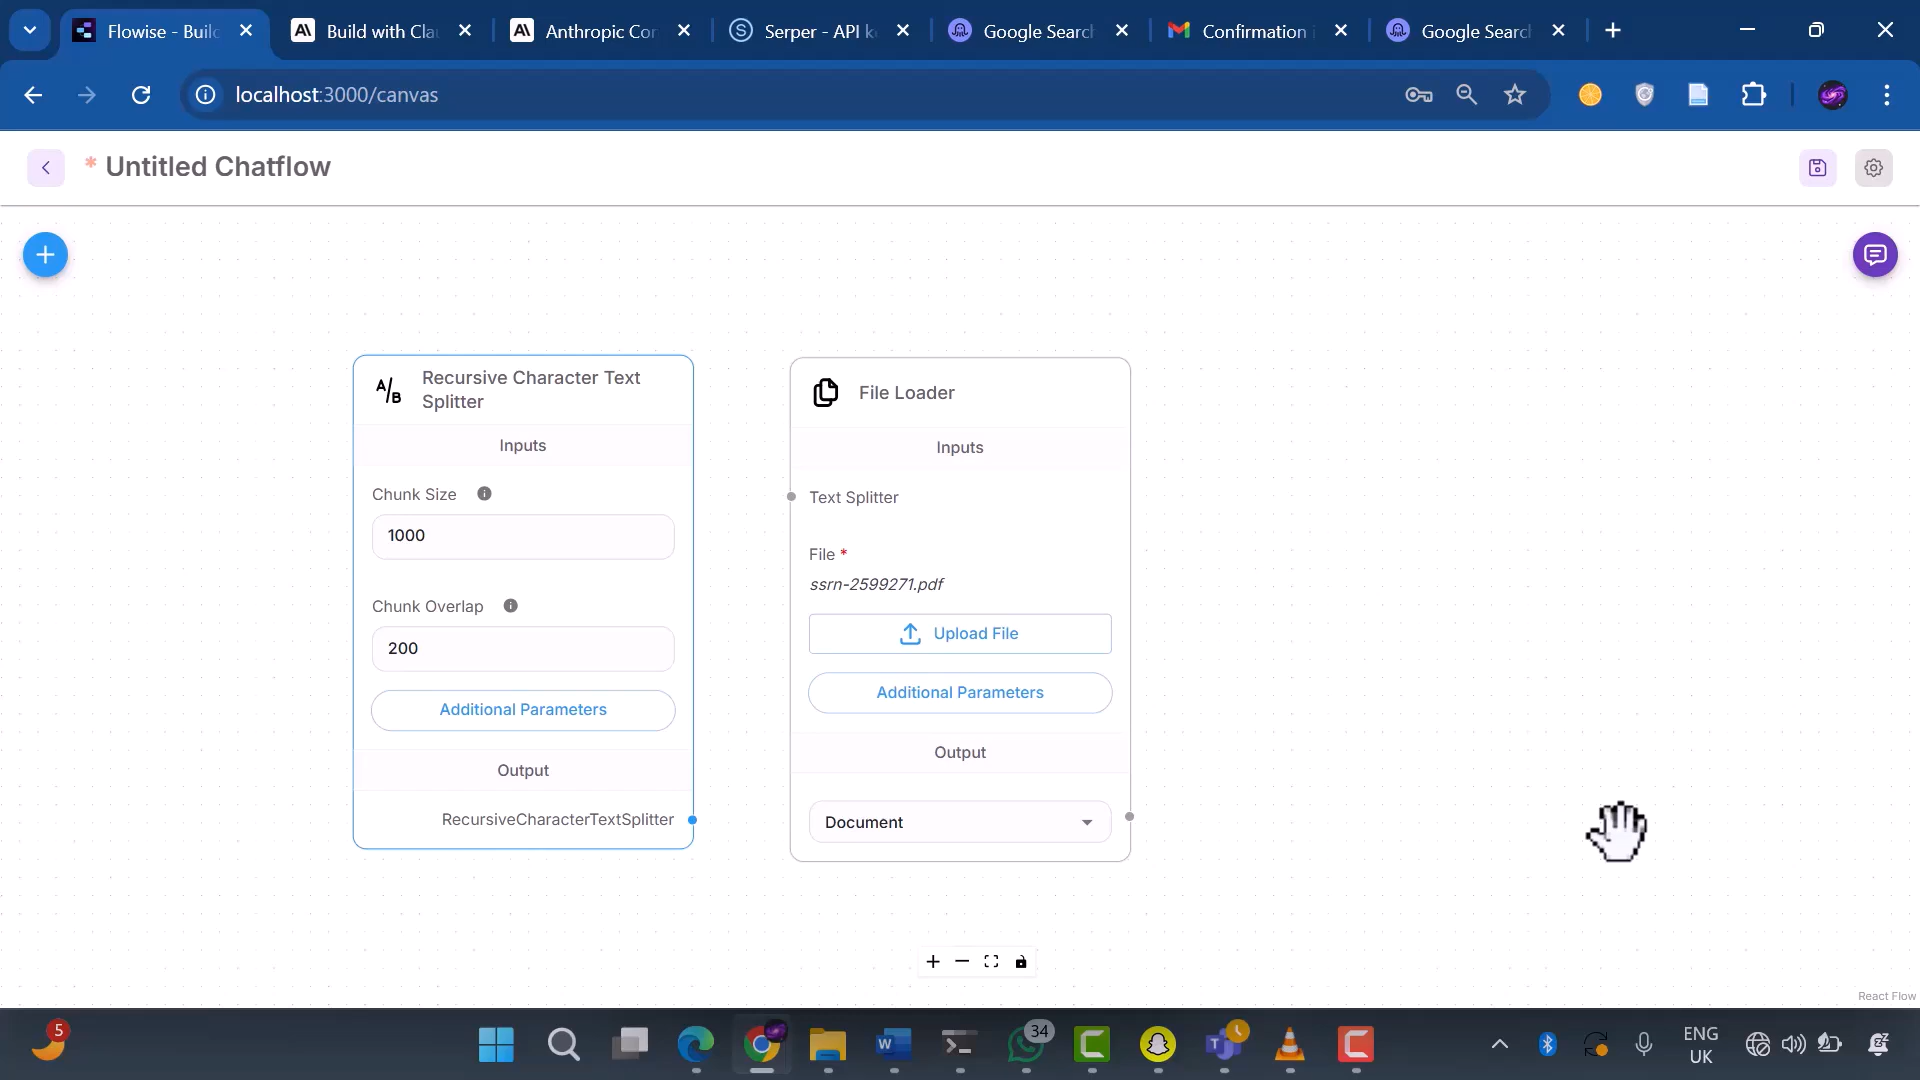 Flowise - Buil
Build with Cla
Anthropic Cor
Serper - API k
Google Search
Confirmation
Google Search
localhost:3000/canvas
* Untitled Chatflow
A/B
Recursive Character Text
Splitter
Inputs
Chunk Size
1000
Chunk Overlap
200
Additional Parameters
Output
RecursiveCharacterTextSplitter
File Loader
Inputs
Text Splitter
File *
ssrn-2599271.pdf
Upload File
Additional Parameters
Output
Document
React Flow
5
34
ENG
UK